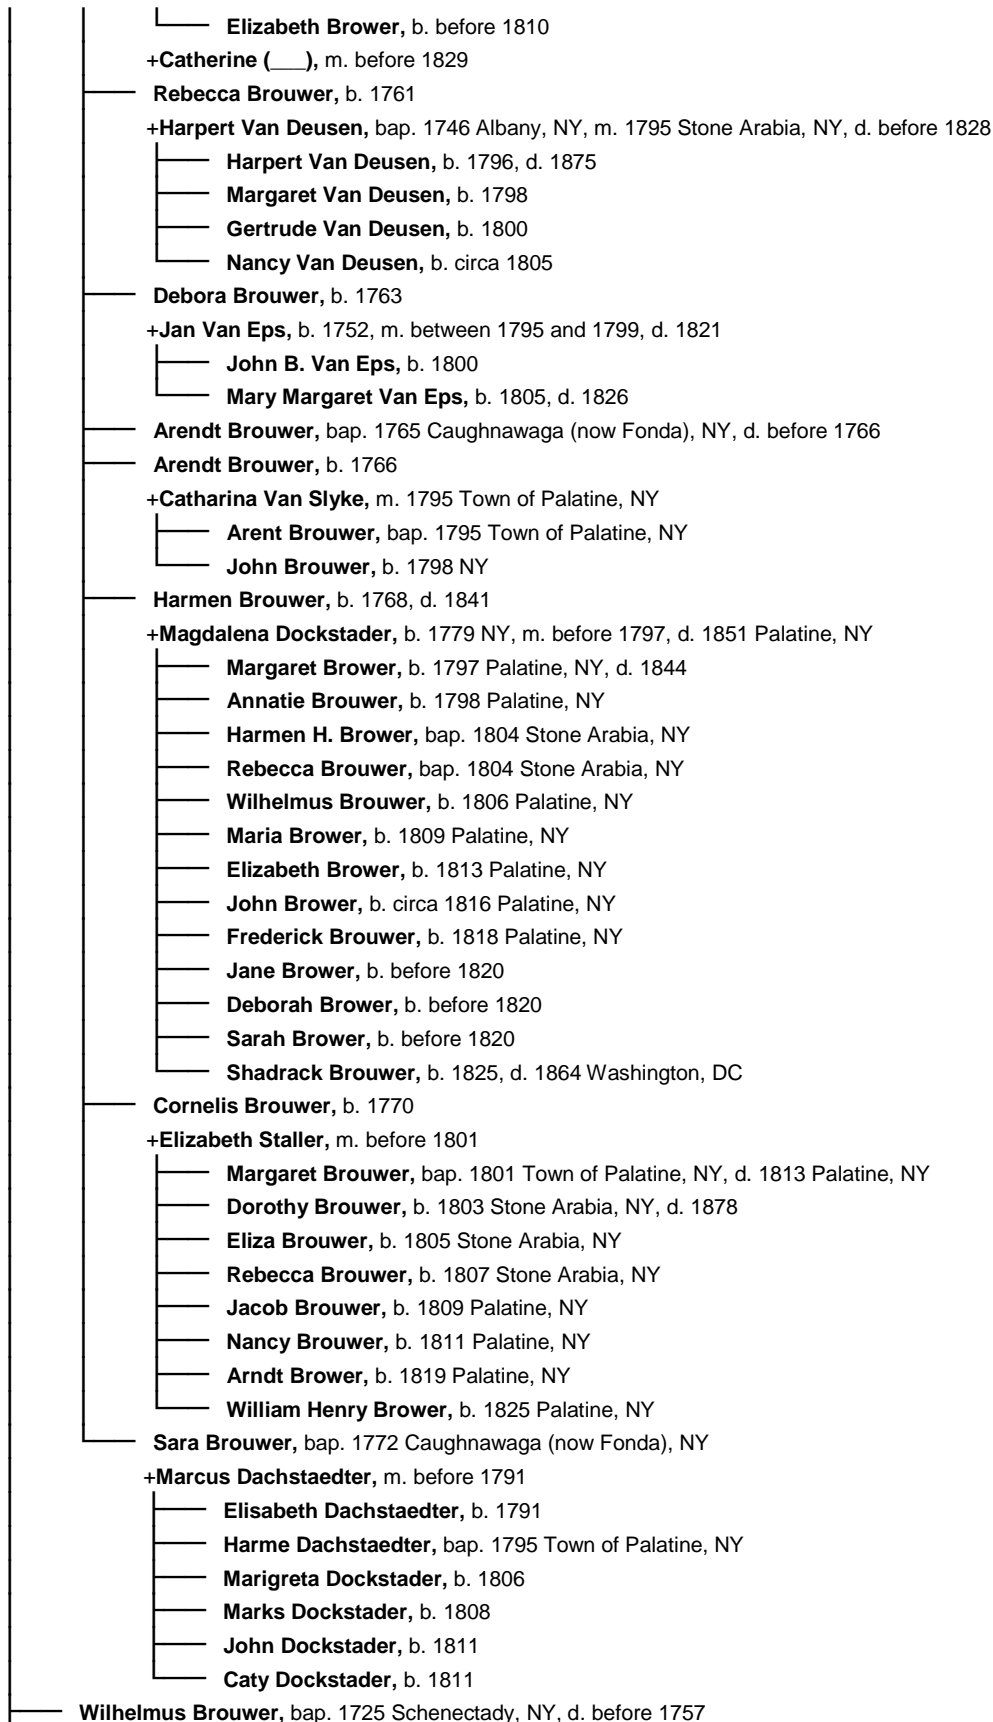 Elizabeth Brower, b. before 1810
+Catherine (___), m. before 1829
Rebecca Brouwer, b. 1761
+Harpert Van Deusen, bap. 1746 Albany, NY, m. 1795 Stone Arabia, NY, d. before 1828
Harpert Van Deusen, b. 1796, d. 1875
Margaret Van Deusen, b. 1798
Gertrude Van Deusen, b. 1800
Nancy Van Deusen, b. circa 1805
Debora Brouwer, b. 1763
+Jan Van Eps, b. 1752, m. between 1795 and 1799, d. 1821
John B. Van Eps, b. 1800
Mary Margaret Van Eps, b. 1805, d. 1826
Arendt Brouwer, bap. 1765 Caughnawaga (now Fonda), NY, d. before 1766
Arendt Brouwer, b. 1766
+Catharina Van Slyke, m. 1795 Town of Palatine, NY
Arent Brouwer, bap. 1795 Town of Palatine, NY
John Brouwer, b. 1798 NY
Harmen Brouwer, b. 1768, d. 1841
+Magdalena Dockstader, b. 1779 NY, m. before 1797, d. 1851 Palatine, NY
Margaret Brower, b. 1797 Palatine, NY, d. 1844
Annatie Brouwer, b. 1798 Palatine, NY
Harmen H. Brower, bap. 1804 Stone Arabia, NY
Rebecca Brouwer, bap. 1804 Stone Arabia, NY
Wilhelmus Brouwer, b. 1806 Palatine, NY
Maria Brower, b. 1809 Palatine, NY
Elizabeth Brower, b. 1813 Palatine, NY
John Brower, b. circa 1816 Palatine, NY
Frederick Brouwer, b. 1818 Palatine, NY
Jane Brower, b. before 1820
Deborah Brower, b. before 1820
Sarah Brower, b. before 1820
Shadrack Brouwer, b. 1825, d. 1864 Washington, DC
Cornelis Brouwer, b. 1770
+Elizabeth Staller, m. before 1801
Margaret Brouwer, bap. 1801 Town of Palatine, NY, d. 1813 Palatine, NY
Dorothy Brouwer, b. 1803 Stone Arabia, NY, d. 1878
Eliza Brouwer, b. 1805 Stone Arabia, NY
Rebecca Brouwer, b. 1807 Stone Arabia, NY
Jacob Brouwer, b. 1809 Palatine, NY
Nancy Brouwer, b. 1811 Palatine, NY
Arndt Brower, b. 1819 Palatine, NY
William Henry Brower, b. 1825 Palatine, NY
Sara Brouwer, bap. 1772 Caughnawaga (now Fonda), NY
+Marcus Dachstaedter, m. before 1791
Elisabeth Dachstaedter, b. 1791
Harme Dachstaedter, bap. 1795 Town of Palatine, NY
Marigreta Dockstader, b. 1806
Marks Dockstader, b. 1808
John Dockstader, b. 1811
Caty Dockstader, b. 1811
Wilhelmus Brouwer, bap. 1725 Schenectady, NY, d. before 1757